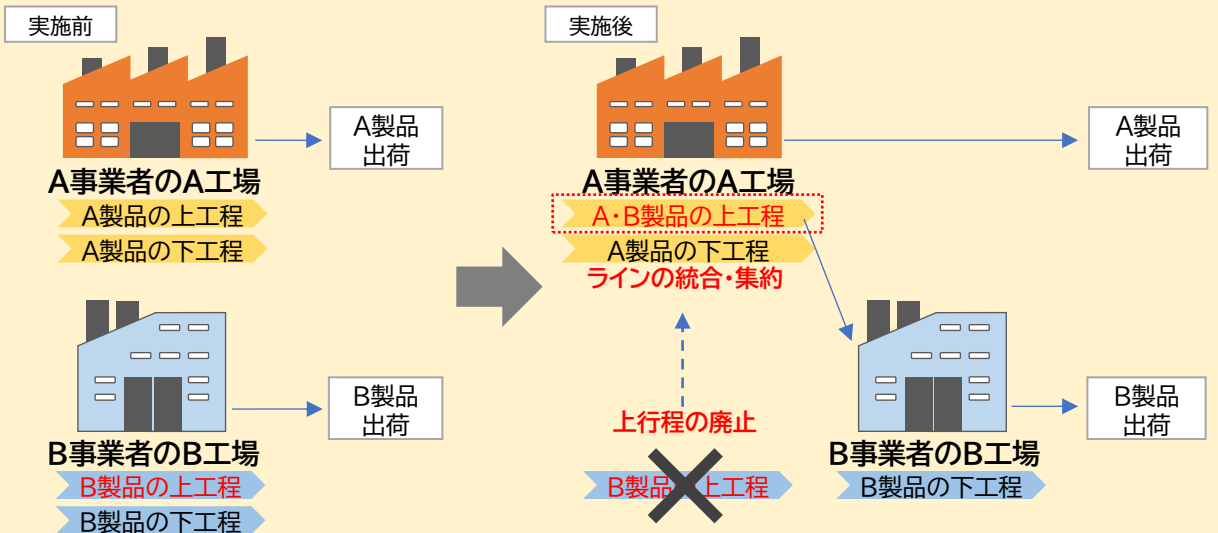 実施前
A製品
出荷
A事業者のA工場
A製品の上工程
A製品の下工程
B製品
出荷
B事業者のB工場
B製品の上工程
B製品の下工程
実施後
A製品
出荷
A事業者のA工場
A・B製品の上工程
A製品の下工程
ラインの統合・集約
上行程の廃止
B製品 上工程
B製品
出荷
B事業者のB工場
B製品の下工程